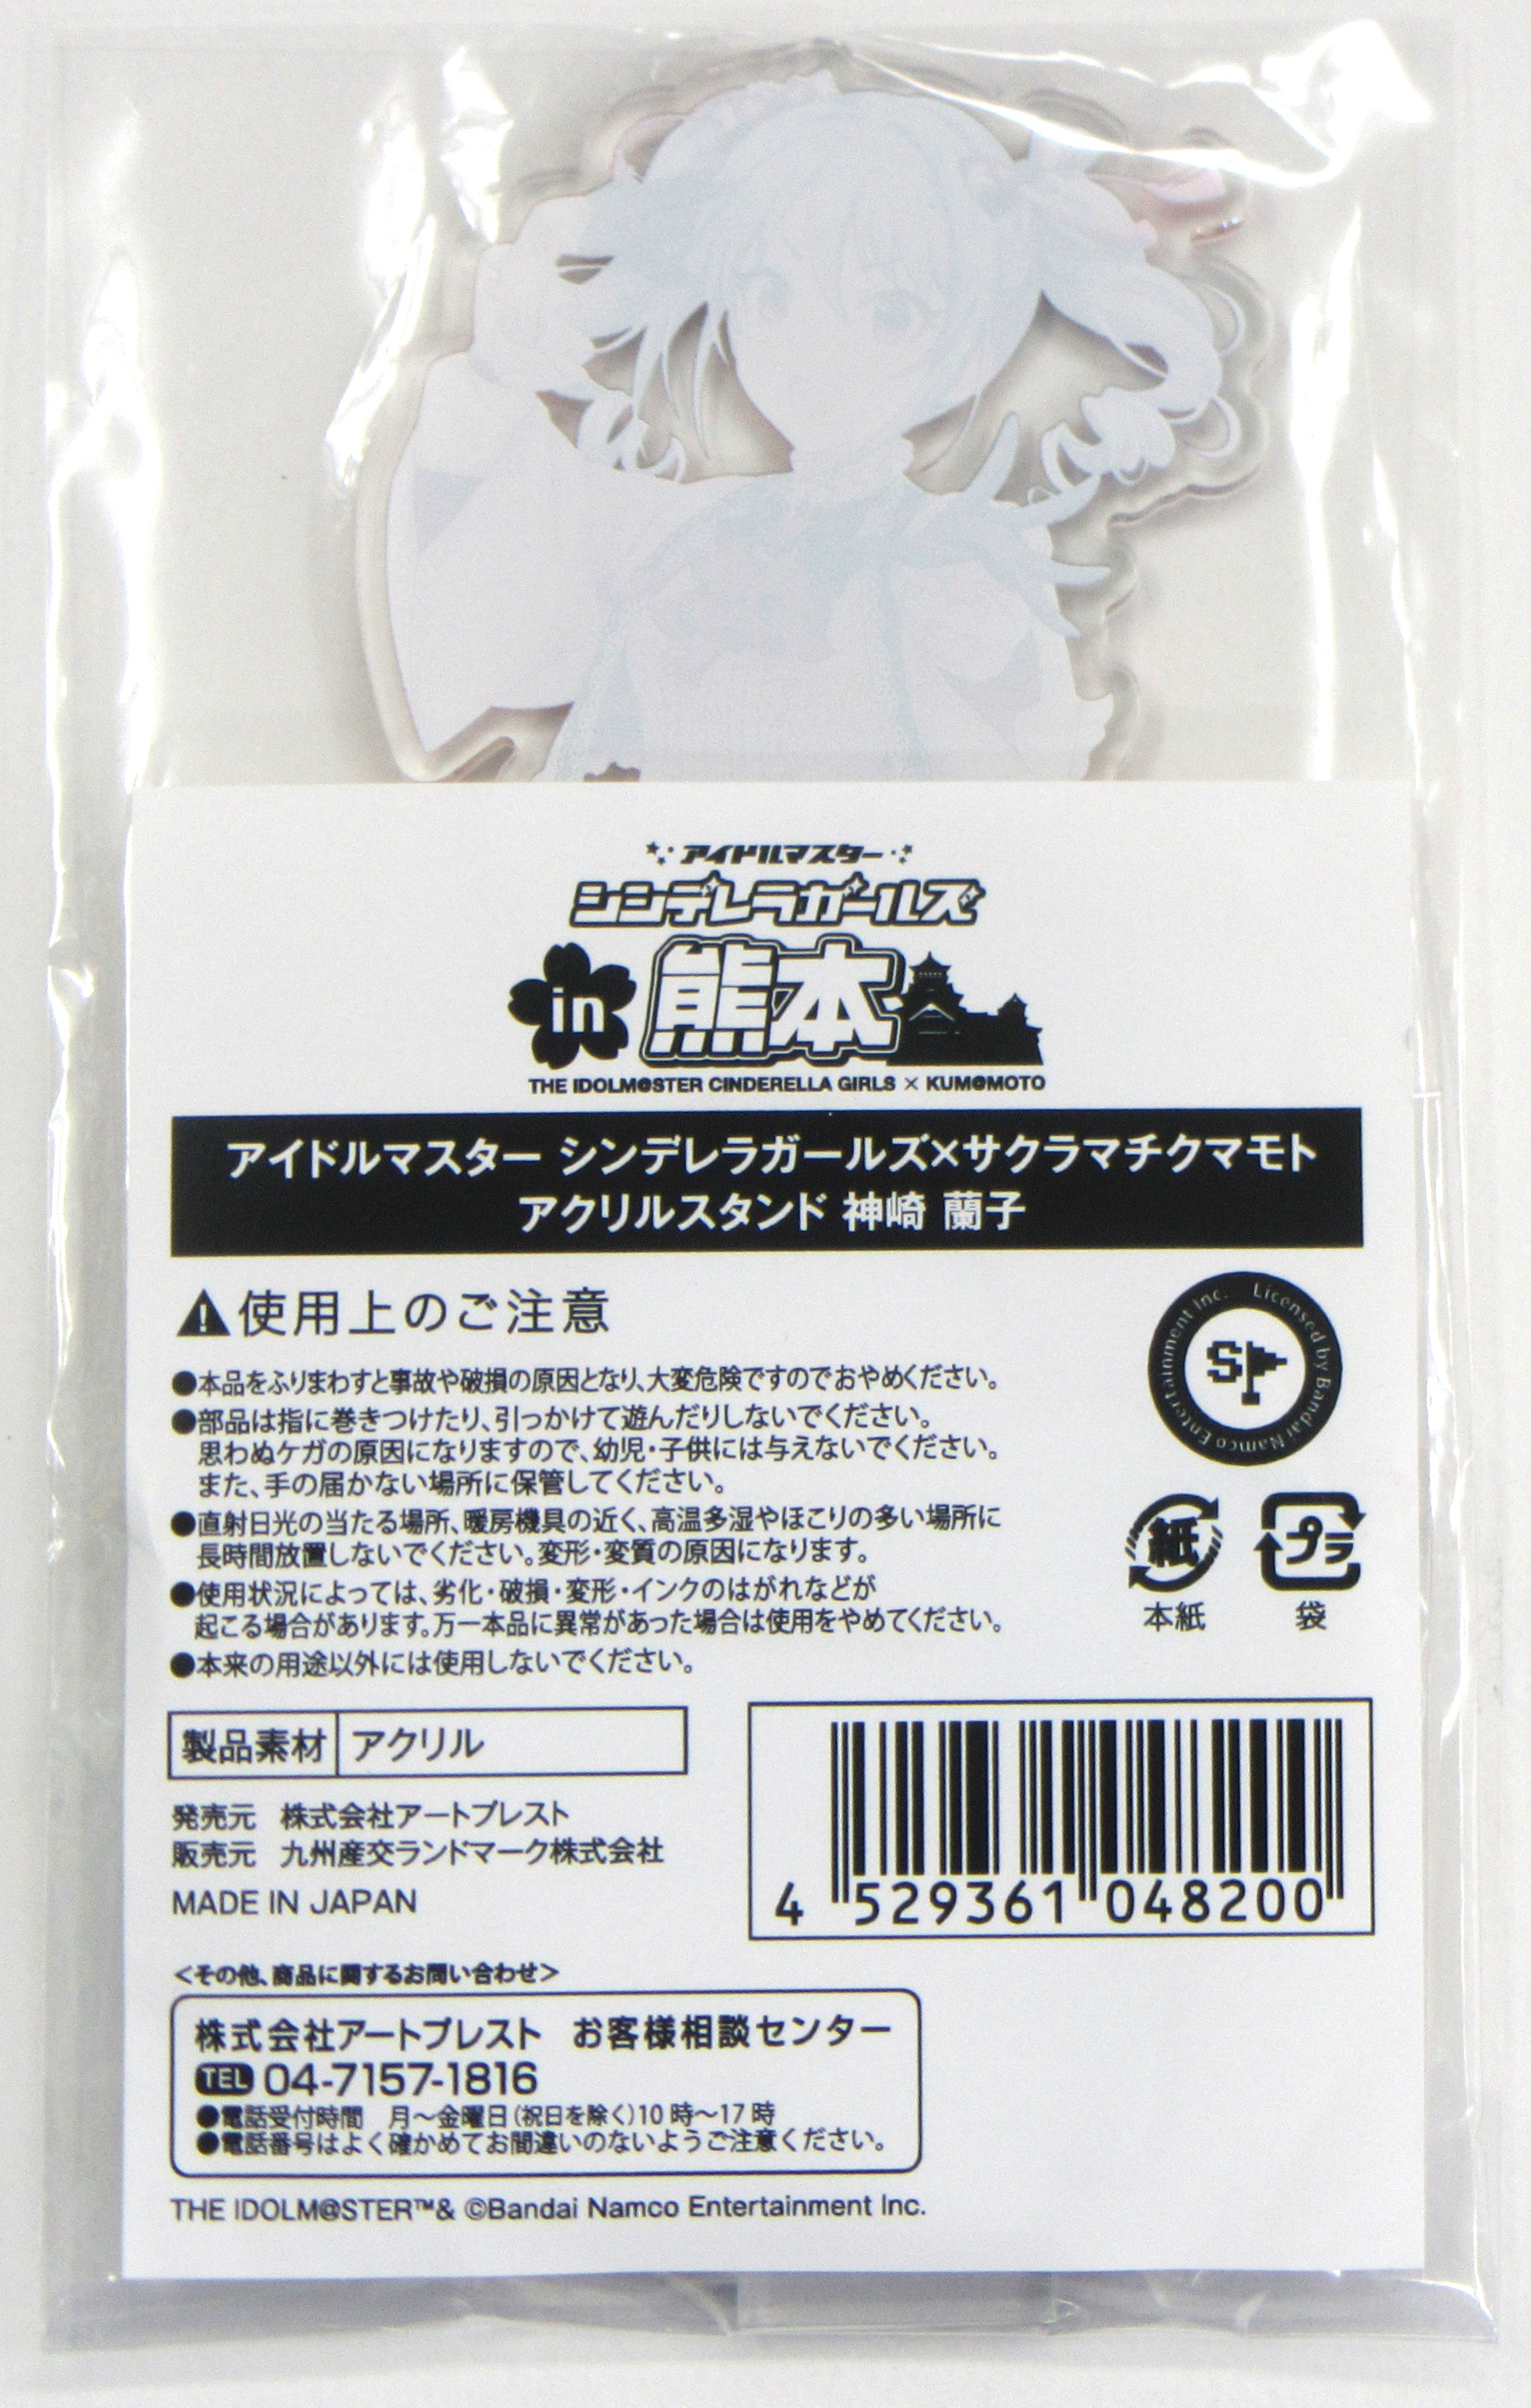 アイドルマスター
シンデレラガールズ
in 熊本
THE IDOLM@STER CINDERELLA GIRLS × KUM@MOTO
アイドルマスター シンデレラガールズ×サクラマチクマモト
アクリルスタンド 神崎 蘭子
使用上のご注意
●本品をふりまわすと事故や破損の原因となり、大変危険ですのでおやめください。
●部品は指に巻きつけたり、引っかけて遊んだりしないでください。
思わぬケガの原因になりますので、幼児・子供には与えないでください。
また、手の届かない場所に保管してください。
●直射日光の当たる場所、暖房機具の近く、高温多湿やほこりの多い場所に
長時間放置しないでください。変形・変質の原因になります。
●使用状況によっては、劣化・破損・変形・インクのはがれなどが
起こる場合があります。万一本品に異常があった場合は使用をやめてください。
●本来の用途以外には使用しないでください。
Licensed by Bandai Namco Entertainment Inc.
S
紙
本紙
プラ
袋
製品素材 アクリル
発売元 株式会社アートプレスト
販売元 九州産交ランドマーク株式会社
MADE IN JAPAN
4 529361 048200
<その他、商品に関するお問い合わせ>
株式会社アートプレスト お客様相談センター
TEL 04-7157-1816
●電話受付時間 月～金曜日(祝日を除く)10時～17時
●電話番号はよく確かめてお間違いのないようご注意ください。
THE IDOLM@STER™& ©Bandai Namco Entertainment Inc.